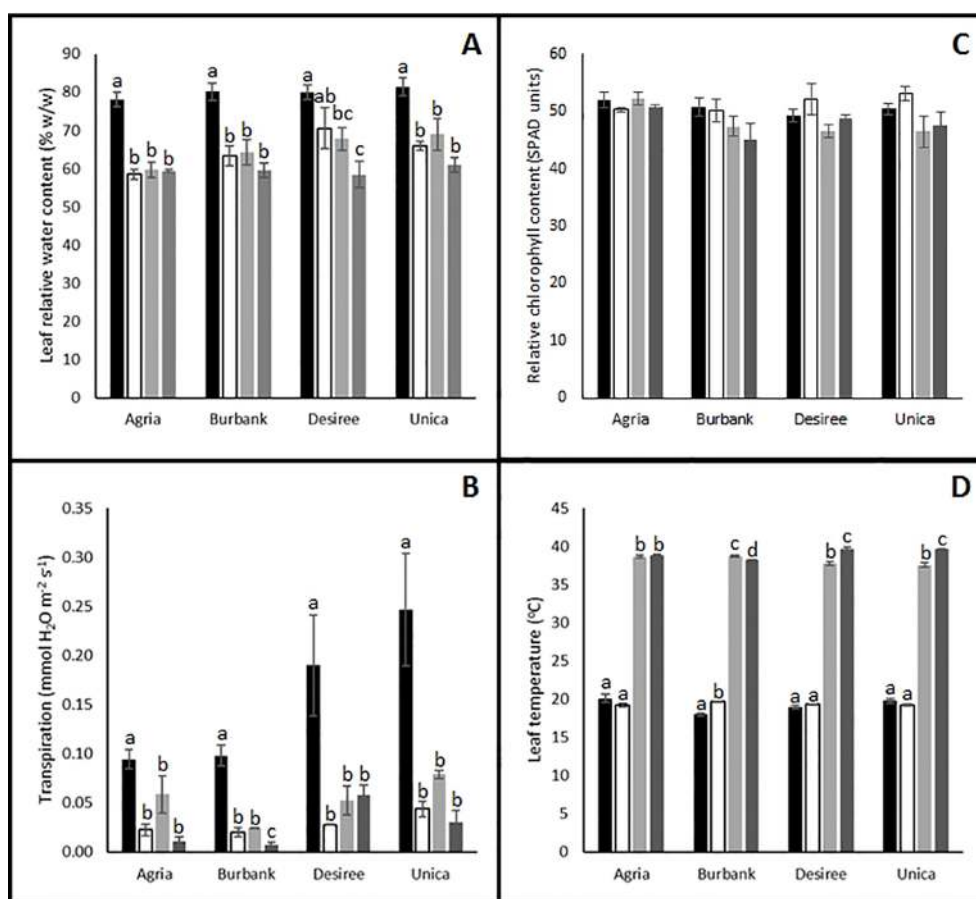 A
Leaf relative water content (% w/w)
90
80
70
60
50
40
30
20
10
0
a
b
b
b
a
b
b
b
a
ab
bc
c
a
b
b
b
Agria
Burbank
Desiree
Unica
C
Relative chlorophyll content (SPAD units)
60
50
40
30
20
10
0
Agria
Burbank
Desiree
Unica
B
Transpiration (mmol H₂O m⁻² s⁻¹)
0.35
0.30
0.25
0.20
0.15
0.10
0.05
0.00
a
b
b
b
a
b
b
c
a
b
b
b
a
b
b
b
Agria
Burbank
Desiree
Unica
D
Leaf temperature (°C)
45
40
35
30
25
20
15
10
5
0
a
a
b
b
a
b
c
d
a
a
b
c
a
a
b
c
Agria
Burbank
Desiree
Unica